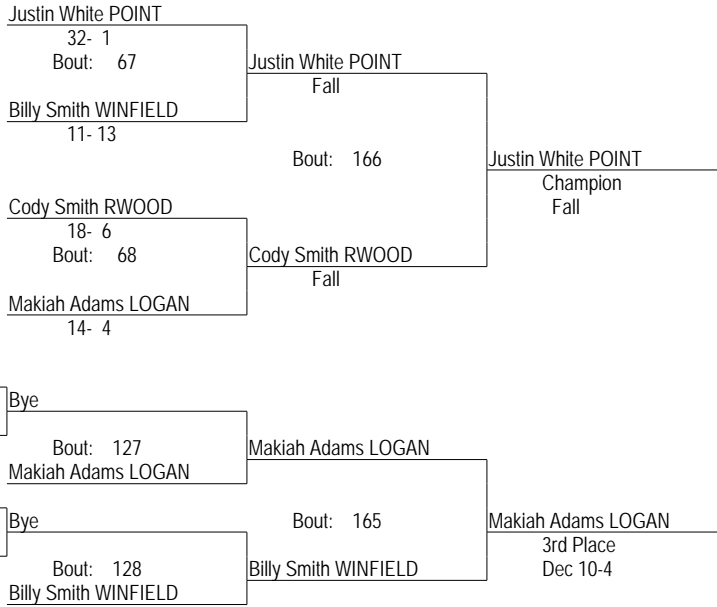 Justin White POINT
32- 1
Bout: 67
Justin White POINT
Fall
Billy Smith WINFIELD
11- 13
Bout: 166
Justin White POINT
Champion
Fall
Cody Smith RWOOD
18- 6
Bout: 68
Cody Smith RWOOD
Fall
Makiah Adams LOGAN
14- 4
Bye
Bout: 127
Makiah Adams LOGAN
Makiah Adams LOGAN
Bye
Bout: 165
Makiah Adams LOGAN
3rd Place
Dec 10-4
Bout: 128
Billy Smith WINFIELD
Billy Smith WINFIELD